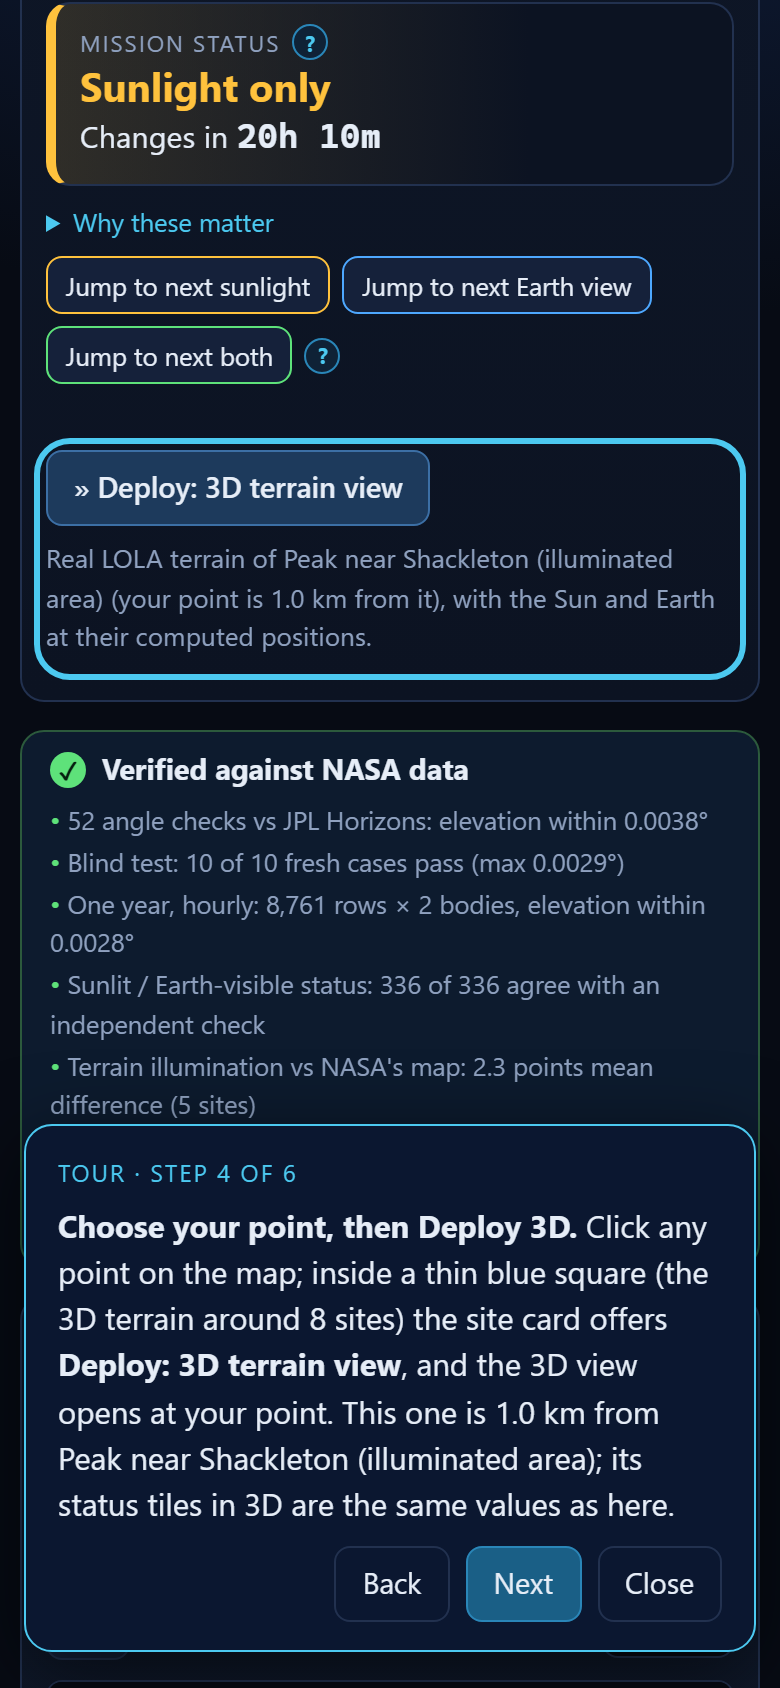 MISSION STATUS ?
Sunlight only
Changes in 20h 10m
▶ Why these matter
Jump to next sunlight
Jump to next Earth view
Jump to next both
?
» Deploy: 3D terrain view
Real LOLA terrain of Peak near Shackleton (illuminated
area) (your point is 1.0 km from it), with the Sun and Earth
at their computed positions.
✓ Verified against NASA data
• 52 angle checks vs JPL Horizons: elevation within 0.0038°
• Blind test: 10 of 10 fresh cases pass (max 0.0029°)
• One year, hourly: 8,761 rows × 2 bodies, elevation within
0.0028°
• Sunlit / Earth-visible status: 336 of 336 agree with an
independent check
• Terrain illumination vs NASA's map: 2.3 points mean
difference (5 sites)
TOUR · STEP 4 OF 6
Choose your point, then Deploy 3D. Click any
point on the map; inside a thin blue square (the
3D terrain around 8 sites) the site card offers
Deploy: 3D terrain view, and the 3D view
opens at your point. This one is 1.0 km from
Peak near Shackleton (illuminated area); its
status tiles in 3D are the same values as here.
Back
Next
Close